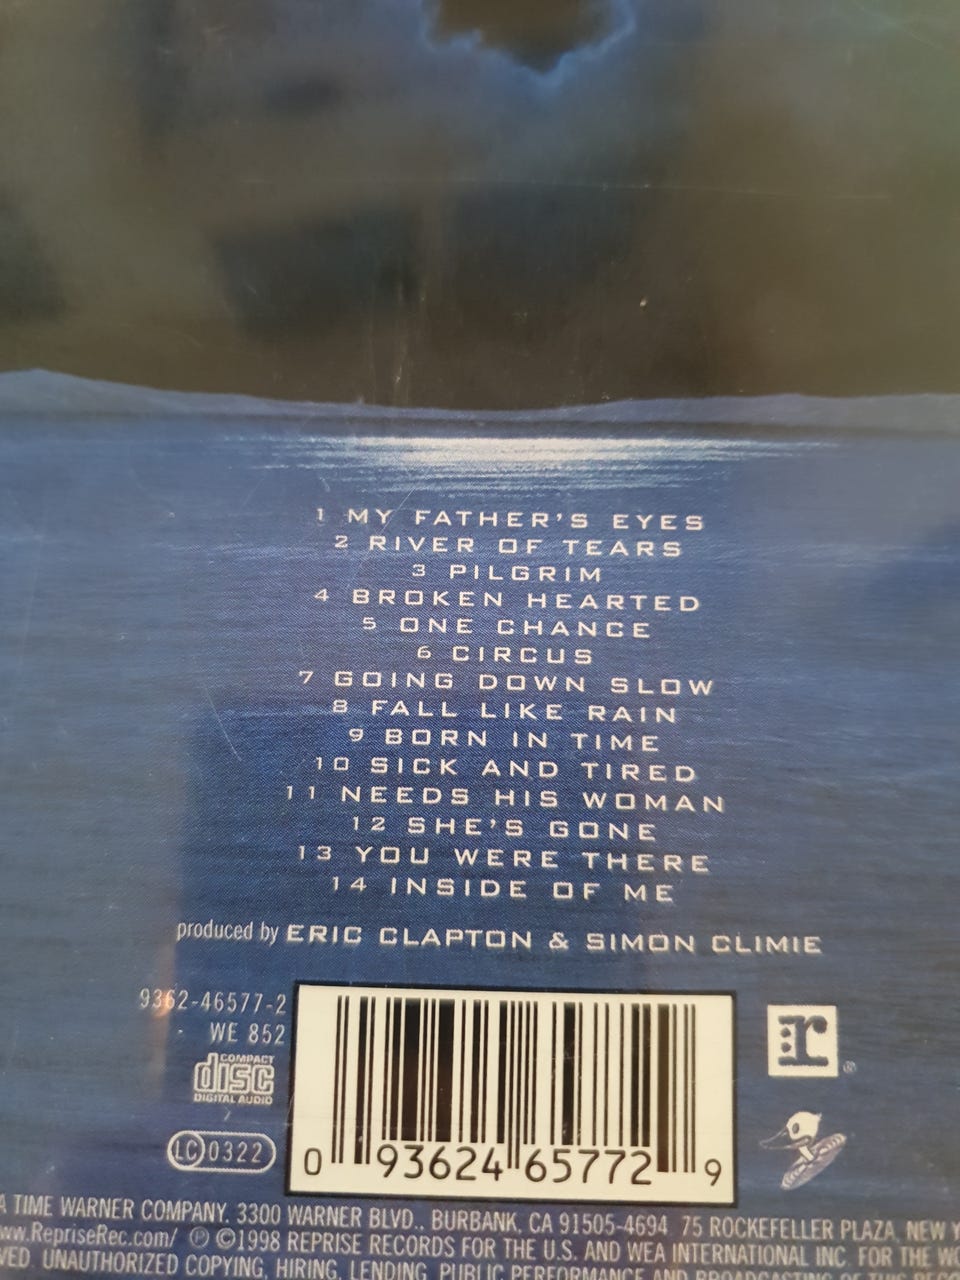 1 MY FATHER'S EYES
2 RIVER OF TEARS
3 PILGRIM
4 BROKEN HEARTED
5 ONE CHANCE
6 CIRCUS
7 GOING DOWN SLOW
8 FALL LIKE RAIN
9 BORN IN TIME
10 SICK AND TIRED
11 NEEDS HIS WOMAN
12 SHE'S GONE
13 YOU WERE THERE
14 INSIDE OF ME
produced by ERIC CLAPTON & SIMON CLIMIE
9362-46577-2
WE 852
COMPACT
disc
DIGITAL AUDIO
LC 0322
0 93624 65772 9
r ®
A TIME WARNER COMPANY. 3300 WARNER BLVD., BURBANK, CA 91505-4694 75 ROCKEFELLER PLAZA, NEW
www.RepriseRec.com/ ℗ ©1998 REPRISE RECORDS FOR THE U.S. AND WEA INTERNATIONAL INC. FOR THE
UNAUTHORIZED COPYING, HIRING, LENDING, PUBLIC PERFORMANCE AND